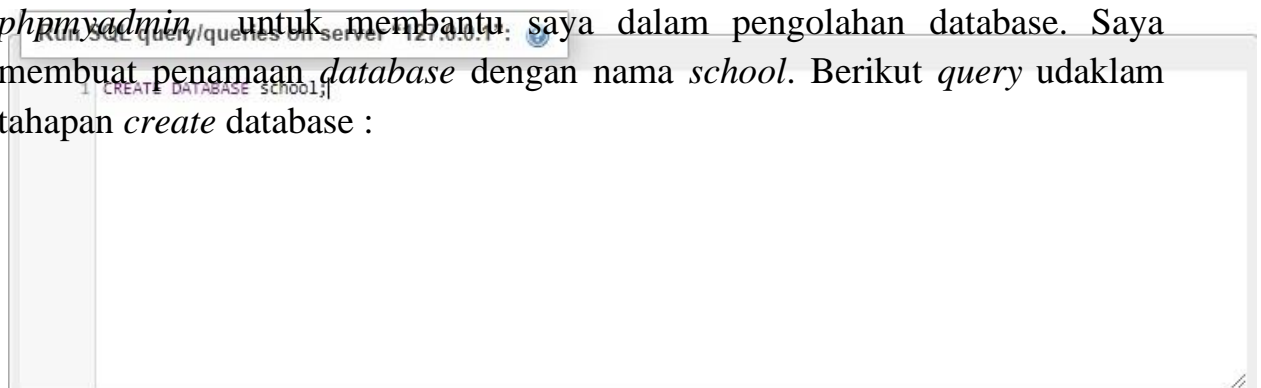 phpmyadmin untuk membantu saya dalam pengolahan database. Saya
Run SQL query/queries on server "127.0.0.1":
membuat penamaan database dengan nama school. Berikut query udaklam
1 CREATE DATABASE school;
tahapan create database :